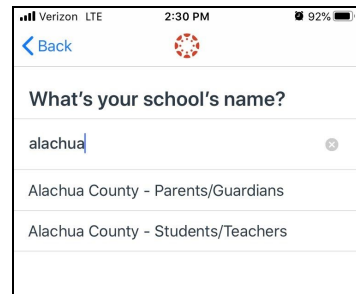 Verizon LTE 2:30 PM 92%
Back
What's your school's name?
alachua
Alachua County - Parents/Guardians
Alachua County - Students/Teachers